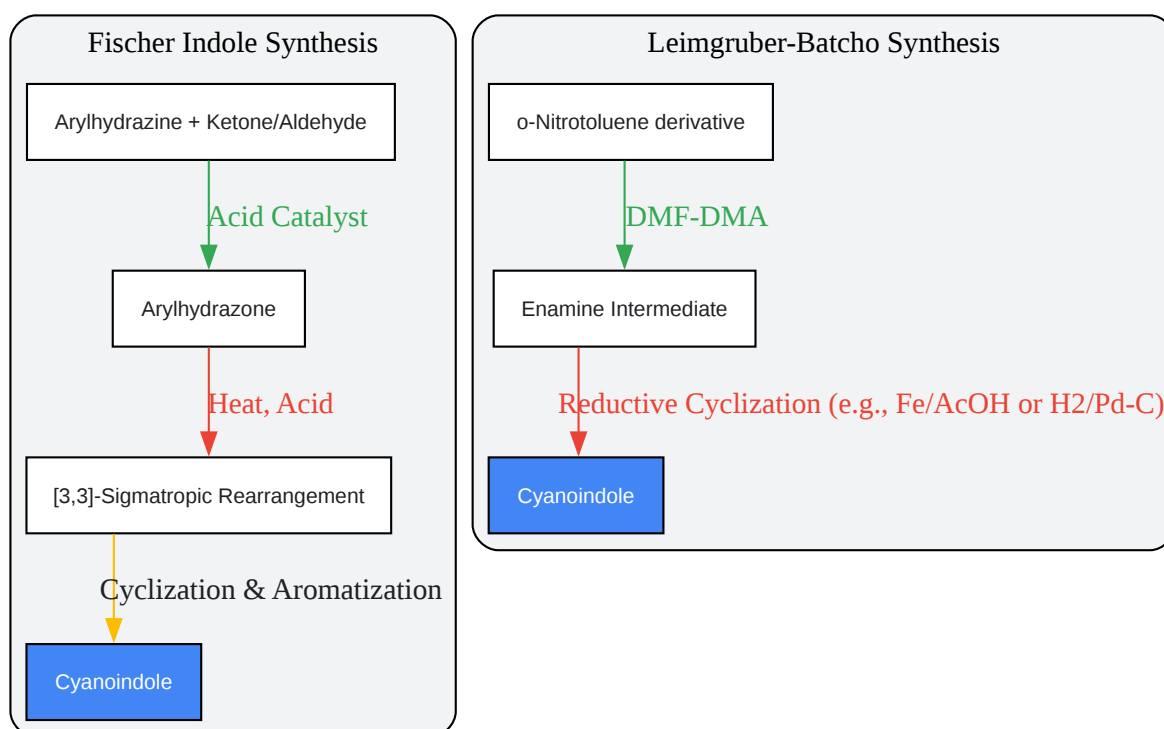 Fischer Indole Synthesis
Arylhydrazine + Ketone/Aldehyde
Acid Catalyst
Arylhydrazone
Heat, Acid
[3,3]-Sigmatropic Rearrangement
Cyclization & Aromatization
Cyanoindole
Leimgruber-Batcho Synthesis
o-Nitrotoluene derivative
DMF-DMA
Enamine Intermediate
Reductive Cyclization (e.g., Fe/AcOH or H2/Pd-C)
Cyanoindole